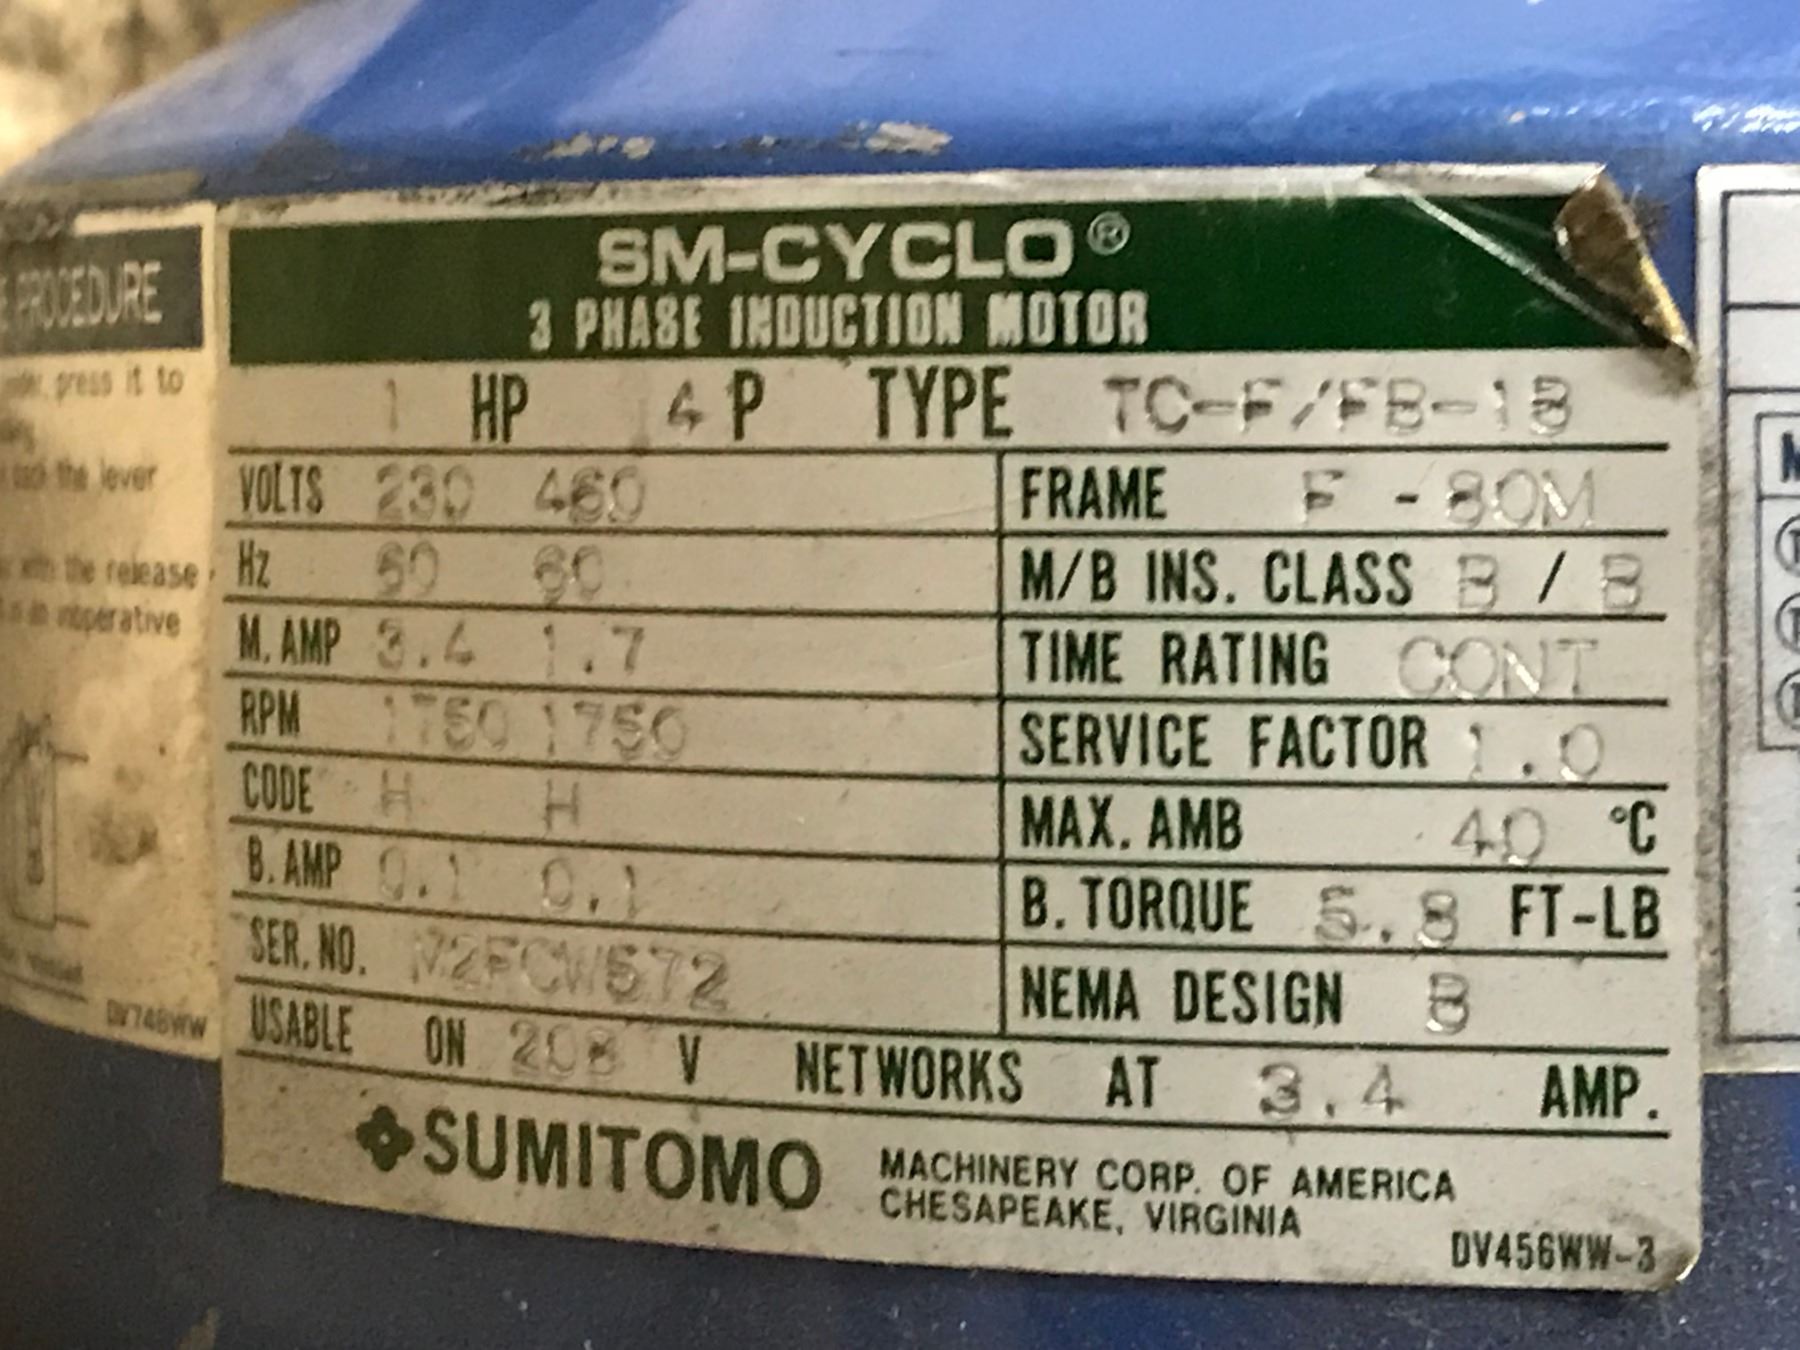 SM-CYCLO®
3 PHASE INDUCTION MOTOR
1 HP 4 P TYPE TC-F/FB-1B
VOLTS 230 460
FRAME F-80M
Hz 60 60
M/B INS. CLASS B / B
M. AMP 3.4 1.7
TIME RATING CONT
RPM 1750 1750
SERVICE FACTOR 1.0
CODE H H
MAX. AMB 40 °C
B. AMP 0.1 0.1
B. TORQUE 5.8 FT-LB
SER. NO.
NEMA DESIGN B
USABLE ON 208 V NETWORKS AT 3.4 AMP.
SUMITOMO
MACHINERY CORP. OF AMERICA
CHESAPEAKE, VIRGINIA
DV456WW-3
PROCEDURE
press it to
the lever
the release
DV748WW